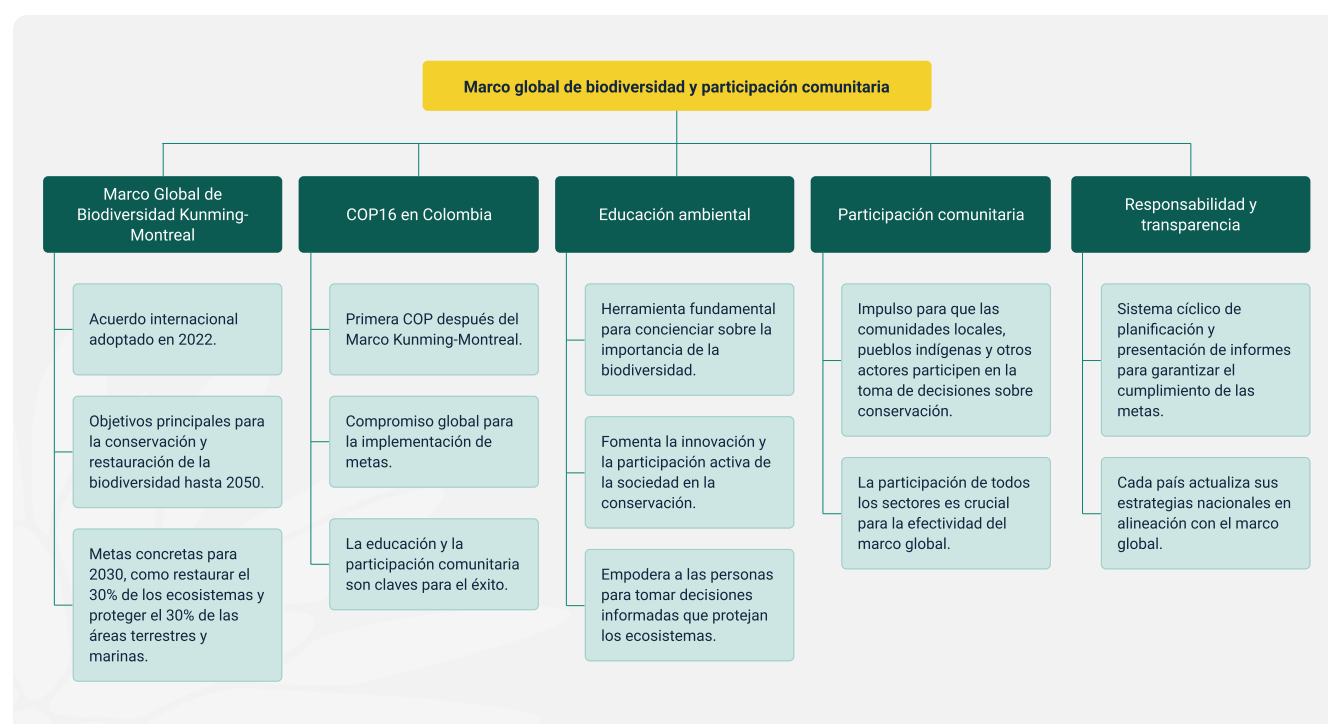 Marco global de biodiversidad y participación comunitaria
Marco Global de
Biodiversidad Kunming-
Montreal
Acuerdo internacional
adoptado en 2022.
Objetivos principales para
la conservación y
restauración de la
biodiversidad hasta 2050.
Metas concretas para
2030, como restaurar el
30% de los ecosistemas y
proteger el 30% de las
áreas terrestres y
marinas.
COP16 en Colombia
Primera COP después del
Marco Kunming-Montreal.
Compromiso global para
la implementación de
metas.
La educación y la
participación comunitaria
son claves para el éxito.
Educación ambiental
Herramienta fundamental
para concienciar sobre la
importancia de la
biodiversidad.
Fomenta la innovación y
la participación activa de
la sociedad en la
conservación.
Empodera a las personas
para tomar decisiones
informadas que protejan
los ecosistemas.
Participación comunitaria
Impulso para que las
comunidades locales,
pueblos indígenas y otros
actores participen en la
toma de decisiones sobre
conservación.
La participación de todos
los sectores es crucial
para la efectividad del
marco global.
Responsabilidad y
transparencia
Sistema cíclico de
planificación y
presentación de informes
para garantizar el
cumplimiento de las
metas.
Cada país actualiza sus
estrategias nacionales en
alineación con el marco
global.